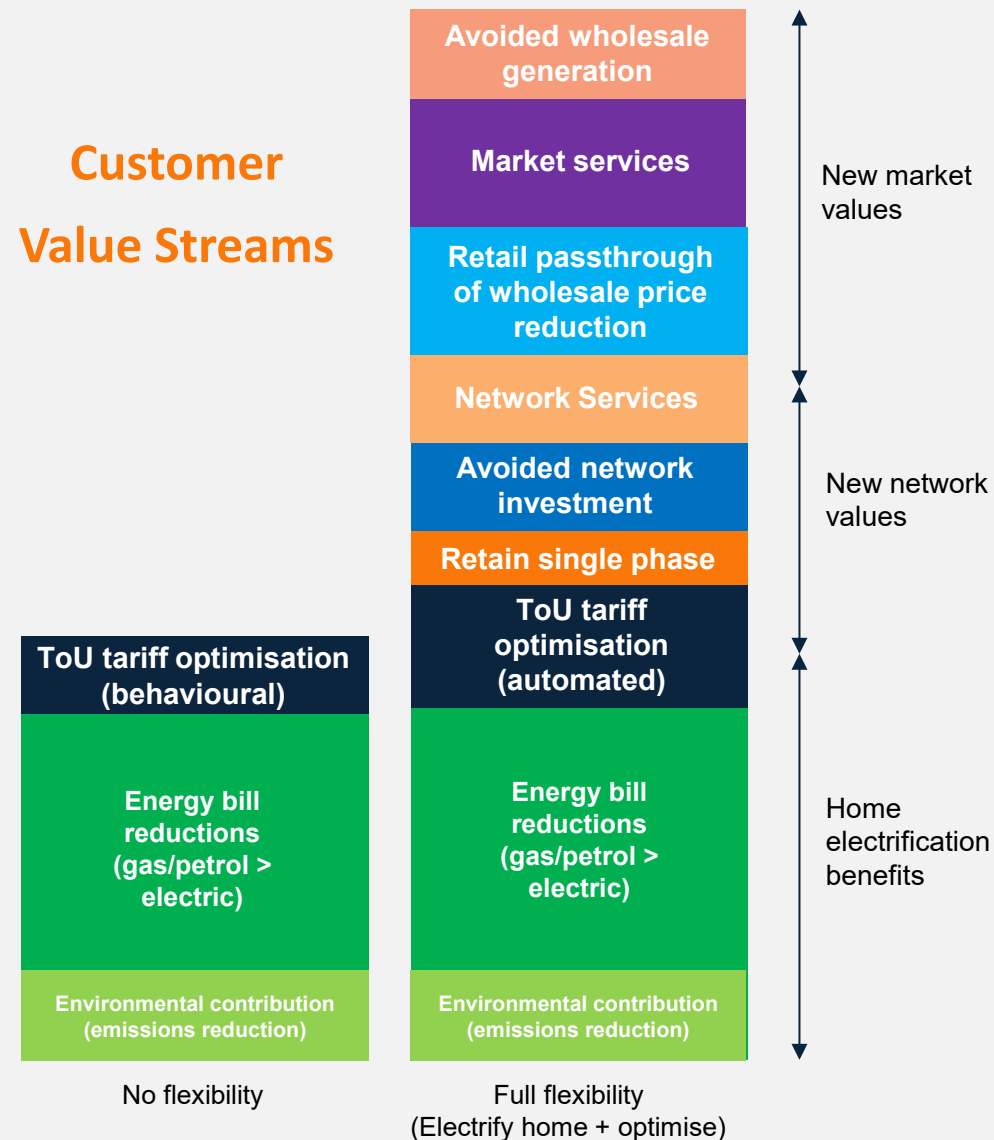 Customer
Value Streams
Avoided wholesale
generation
Market services
Retail passthrough
of wholesale price
reduction
Network Services
Avoided network
investment
Retain single phase
ToU tariff
optimisation
(automated)
Energy bill
reductions
(gas/petrol >
electric)
Environmental contribution
(emissions reduction)
Full flexibility
(Electrify home + optimise)
ToU tariff optimisation
(behavioural)
Energy bill
reductions
(gas/petrol >
electric)
Environmental contribution
(emissions reduction)
No flexibility
New market
values
New network
values
Home
electrification
benefits